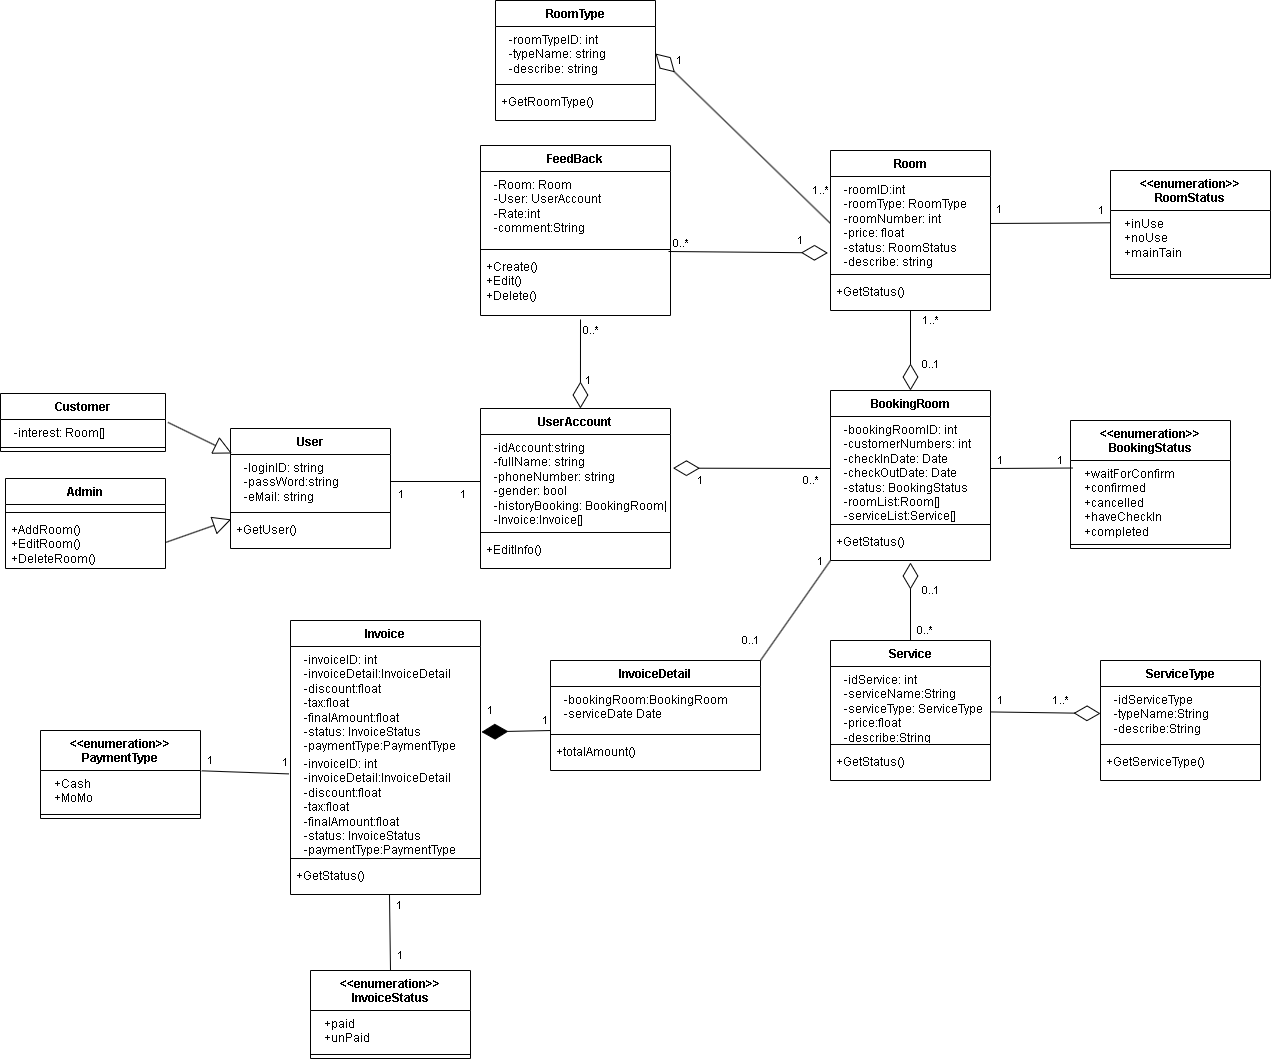 RoomType
-roomTypeID: int
-typeName: string
-describe: string
+GetRoomType()
1
1..*
FeedBack
-Room: Room
-User: UserAccount
-Rate:int
-comment:String
+Create()
+Edit()
+Delete()
0..*
1
Room
-roomID:int
-roomType: RoomType
-roomNumber: int
-price: float
-status: RoomStatus
-describe: string
+GetStatus()
1
1
<<enumeration>>
RoomStatus
+inUse
+noUse
+mainTain
0..*
1
1..*
0..1
Customer
-interest: Room[]
Admin
+AddRoom()
+EditRoom()
+DeleteRoom()
User
-loginID: string
-passWord:string
-eMail: string
+GetUser()
1
1
UserAccount
-idAccount:string
-fullName: string
-phoneNumber: string
-gender: bool
-historyBooking: BookingRoom[
-Invoice:Invoice[]
+EditInfo()
1
0..*
BookingRoom
-bookingRoomID: int
-customerNumbers: int
-checkInDate: Date
-checkOutDate: Date
-status: BookingStatus
-roomList:Room[]
-serviceList:Service[]
+GetStatus()
1
1
<<enumeration>>
BookingStatus
+waitForConfirm
+confirmed
+cancelled
+haveCheckIn
+completed
1
0..1
0..1
0..*
Invoice
-invoiceID: int
-invoiceDetail:InvoiceDetail
-discount:float
-tax:float
-finalAmount:float
-status: InvoiceStatus
-paymentType:PaymentType
-invoiceID: int
-invoiceDetail:InvoiceDetail
-discount:float
-tax:float
-finalAmount:float
-status: InvoiceStatus
-paymentType:PaymentType
+GetStatus()
1
1
InvoiceDetail
-bookingRoom:BookingRoom
-serviceDate Date
+totalAmount()
Service
-idService: int
-serviceName:String
-serviceType: ServiceType
-price:float
-describe:String
+GetStatus()
1
1..*
ServiceType
-idServiceType
-typeName:String
-describe:String
+GetServiceType()
<<enumeration>>
PaymentType
+Cash
+MoMo
1
1
1
1
<<enumeration>>
InvoiceStatus
+paid
+unPaid